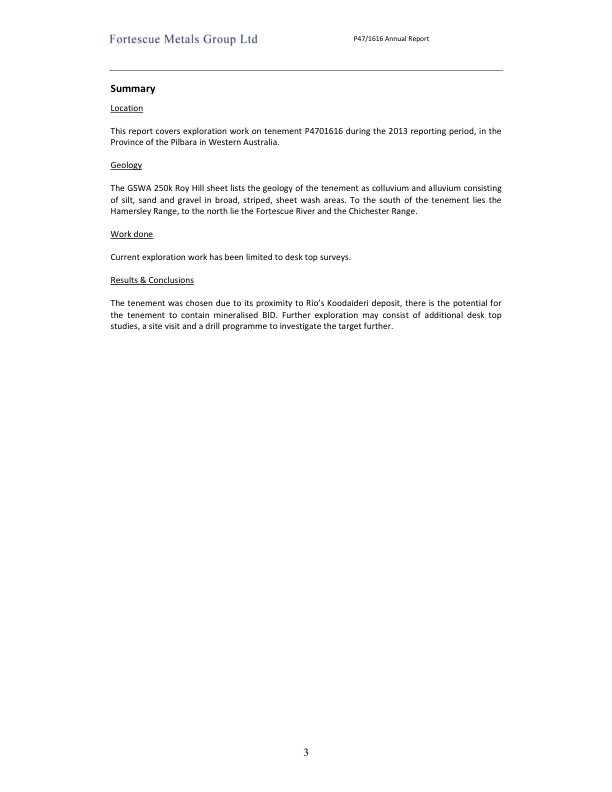 Fortescue Metals Group Ltd P47/1616 Annual Report
Summary
Location
This report covers exploration work on tenement P4701616 during the 2013 reporting period, in the
Province of the Pilbara in Western Australia.
Geology
The GSWA 250k Roy Hill sheet lists the geology of the tenement as colluvium and alluvium consisting
of silt, sand and gravel in broad, striped, sheet wash areas. To the south of the tenement lies the
Hamersley Range, to the north lie the Fortescue River and the Chichester Range.
Work done
Current exploration work has been limited to desk top surveys.
Results & Conclusions
The tenement was chosen due to its proximity to Rio's Koodaideri deposit, there is the potential for
the tenement to contain mineralised BID. Further exploration may consist of additional desk top
studies, a site visit and a drill programme to investigate the target further.
3